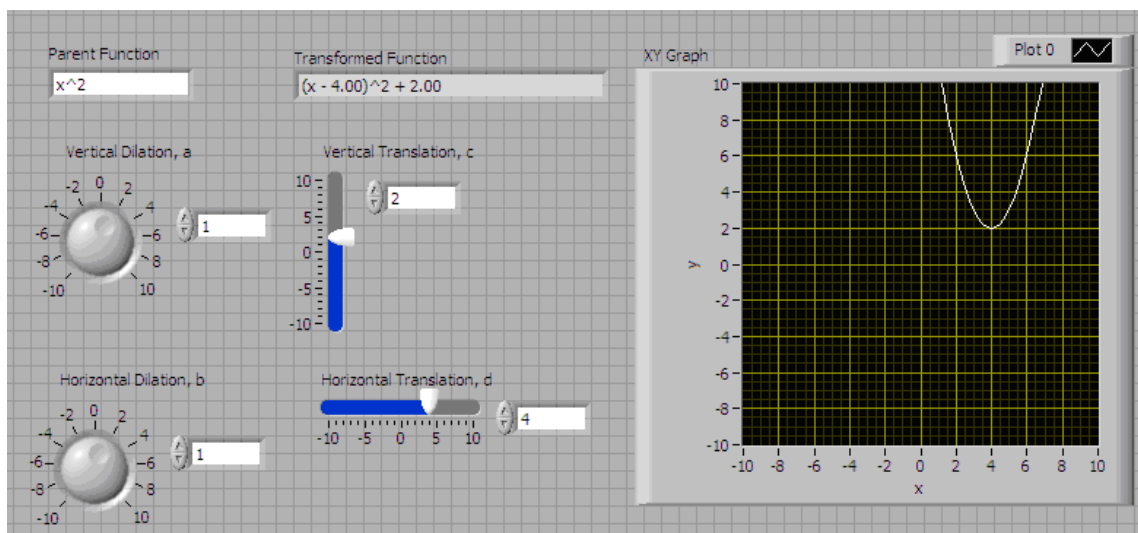 Parent Function
x^2
Transformed Function
(x - 4.00)^2 + 2.00
Vertical Dilation, a
-10 -8 -6 -4 -2 0 2 4 6 8 10
1
Vertical Translation, c
10
5
0
-5
-10
2
Horizontal Dilation, b
-10 -8 -6 -4 -2 0 2 4 6 8 10
1
Horizontal Translation, d
-10 -5 0 5 10
4
XY Graph
Plot 0
10
8
6
4
2
0
-2
-4
-6
-8
-10
y
-10 -8 -6 -4 -2 0 2 4 6 8 10
x